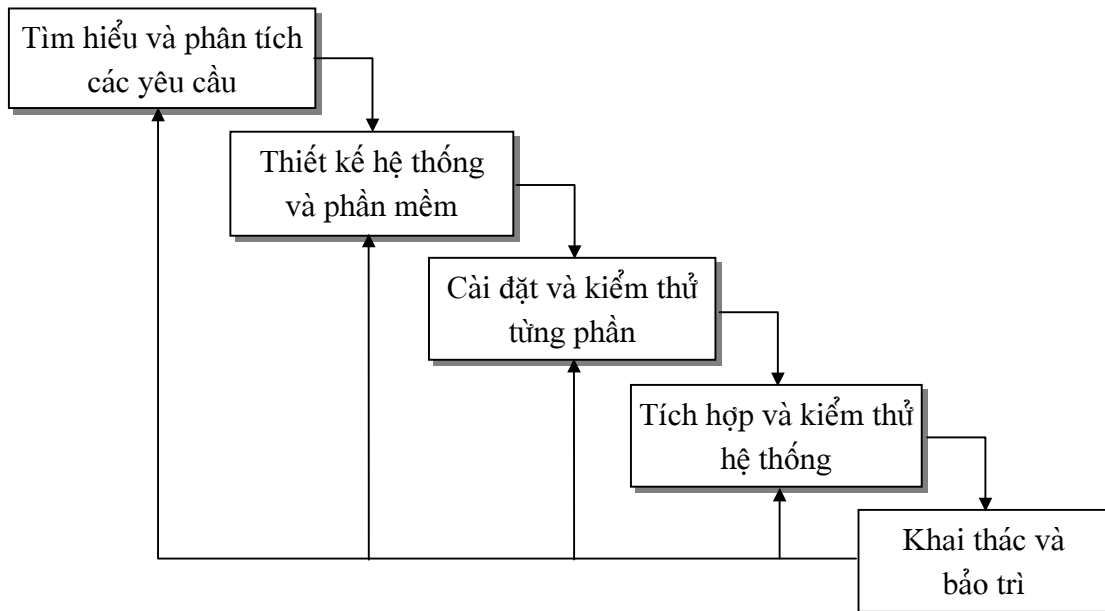 Tìm hiểu và phân tích
các yêu cầu
Thiết kế hệ thống
và phần mềm
Cài đặt và kiểm thử
từng phần
Tích hợp và kiểm thử
hệ thống
Khai thác và
bảo trì